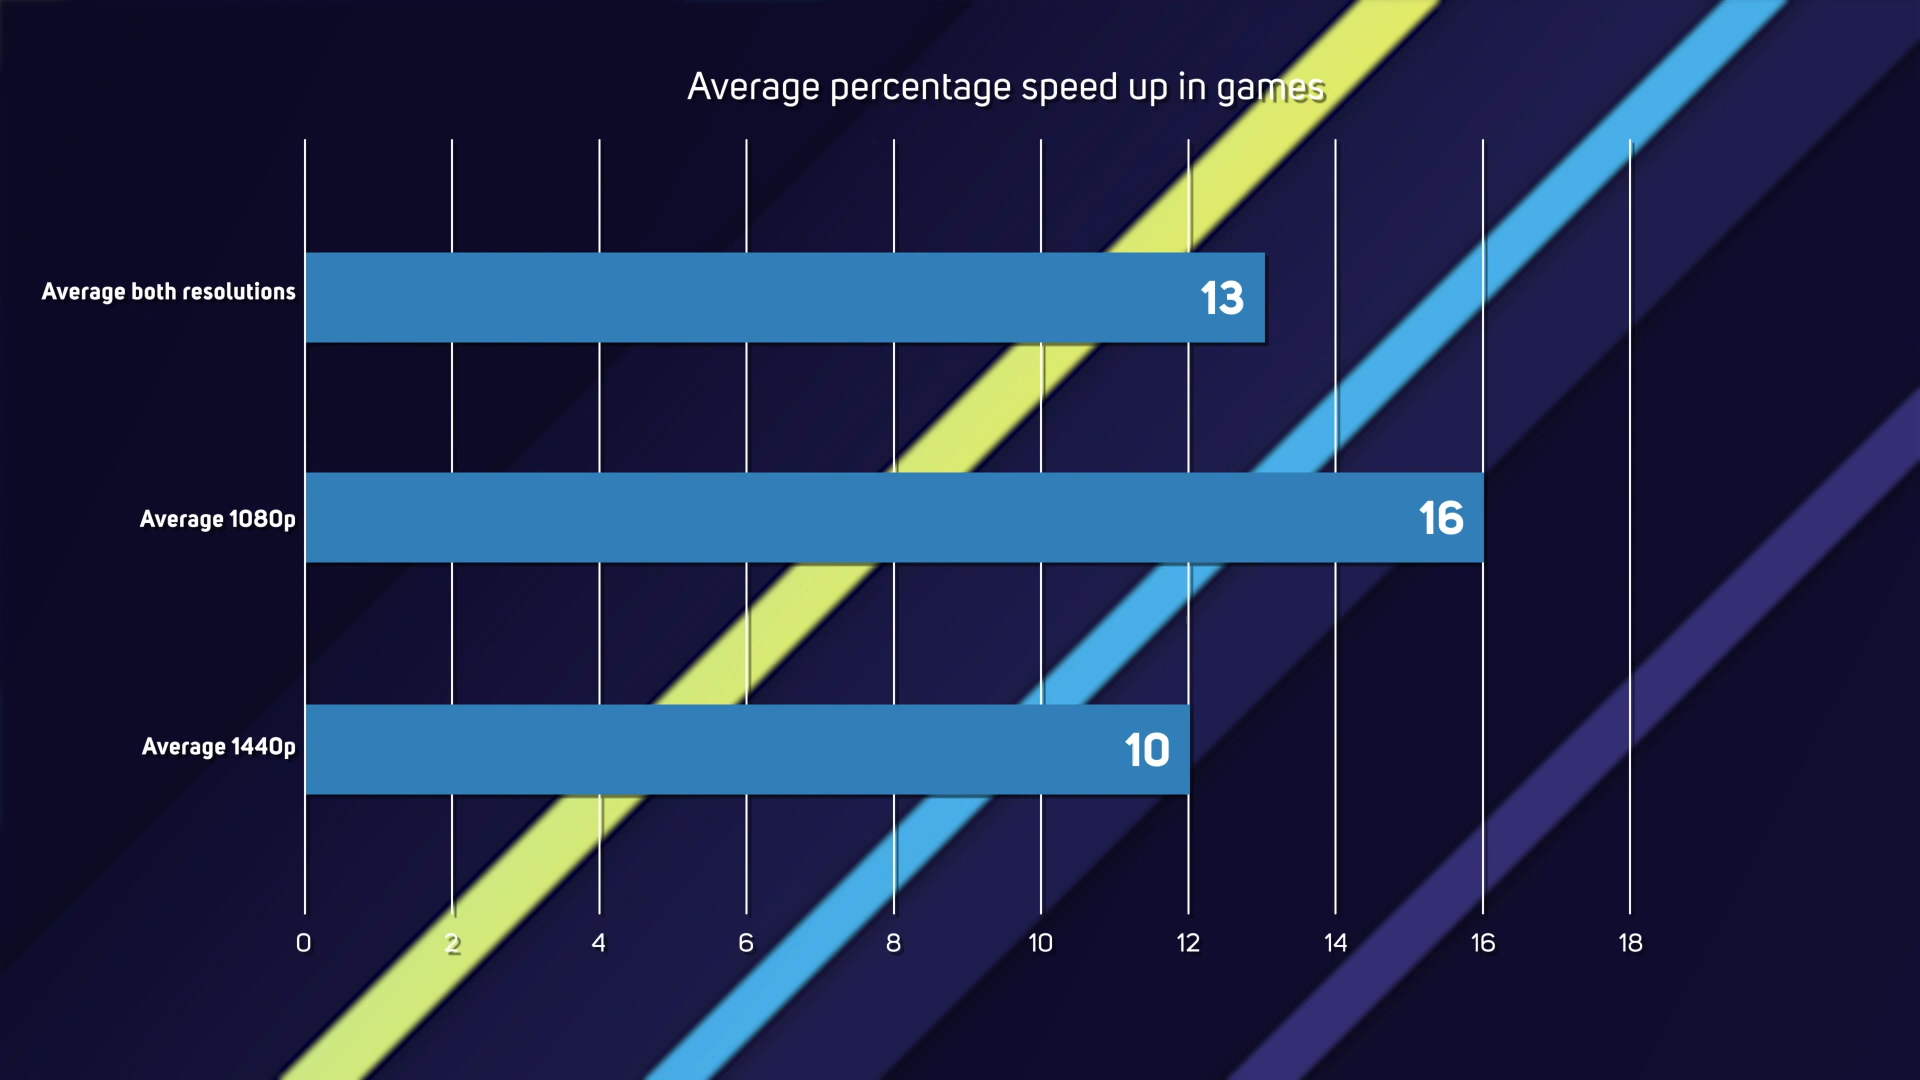 Average percentage speed up in games
Average both resolutions
13
Average 1080p
16
Average 1440p
10
0 2 4 6 8 10 12 14 16 18